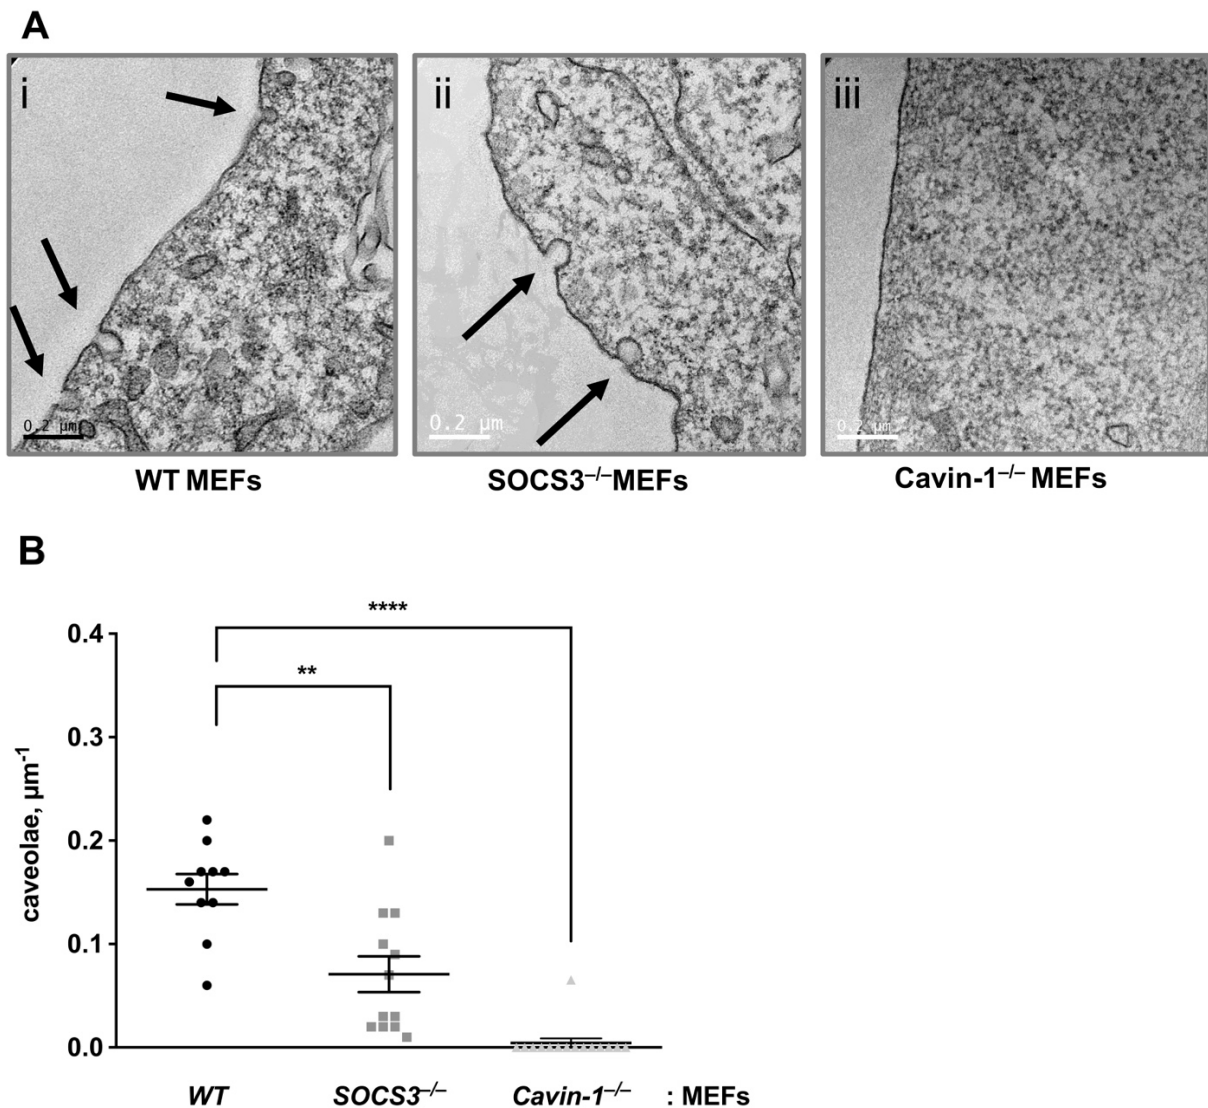 A
i
ii
iii
0.2 µm
0.2 µm
0.2 µm
WT MEFs
SOCS3⁻/⁻MEFs
Cavin-1⁻/⁻ MEFs
B
****
**
0.4
0.3
0.2
0.1
0.0
caveolae, µm⁻¹
WT SOCS3⁻/⁻ Cavin-1⁻/⁻ : MEFs